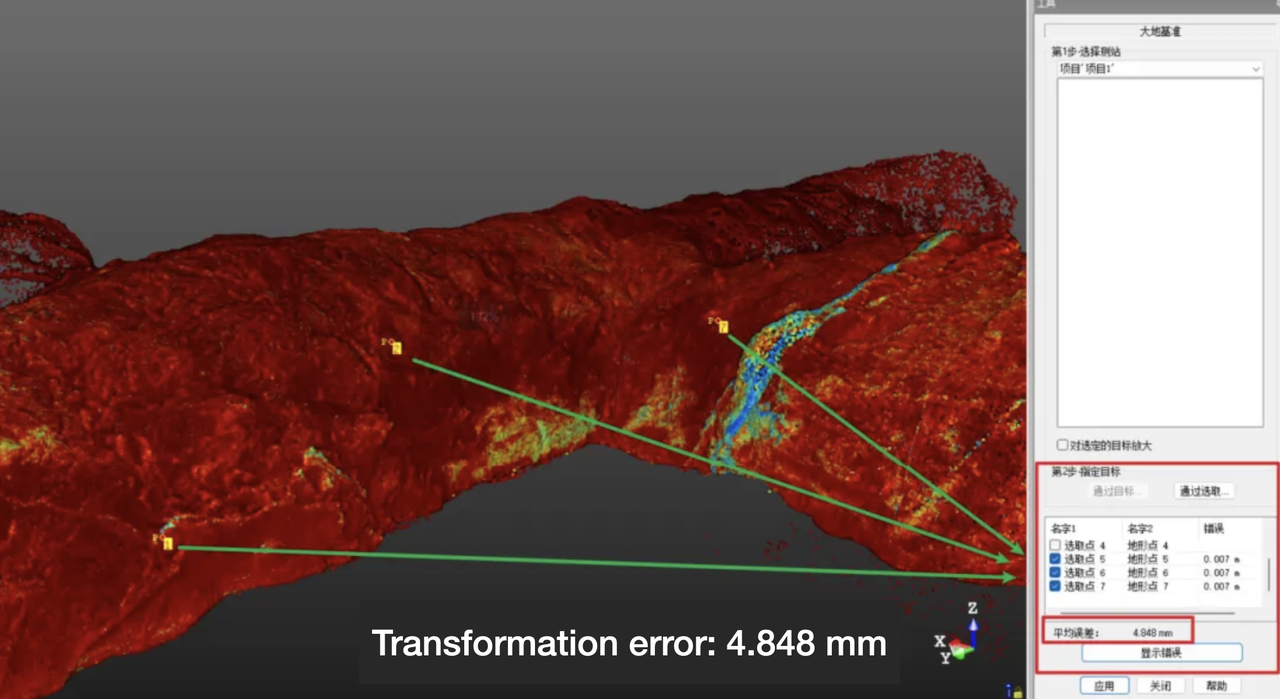 工具
大地基准
第1步-选择测站
项目'项目1'
对选定的目标放大
第2步-指定目标
通过目标...
通过选取...
名字1 名字2 错误
选取点 4 地形点 4
选取点 5 地形点 5 0.007 m
选取点 6 地形点 6 0.007 m
选取点 7 地形点 7 0.007 m
平均误差: 4.848 mm
显示错误
应用 关闭 帮助
2
7
1
Z
X
Y
Transformation error: 4.848 mm